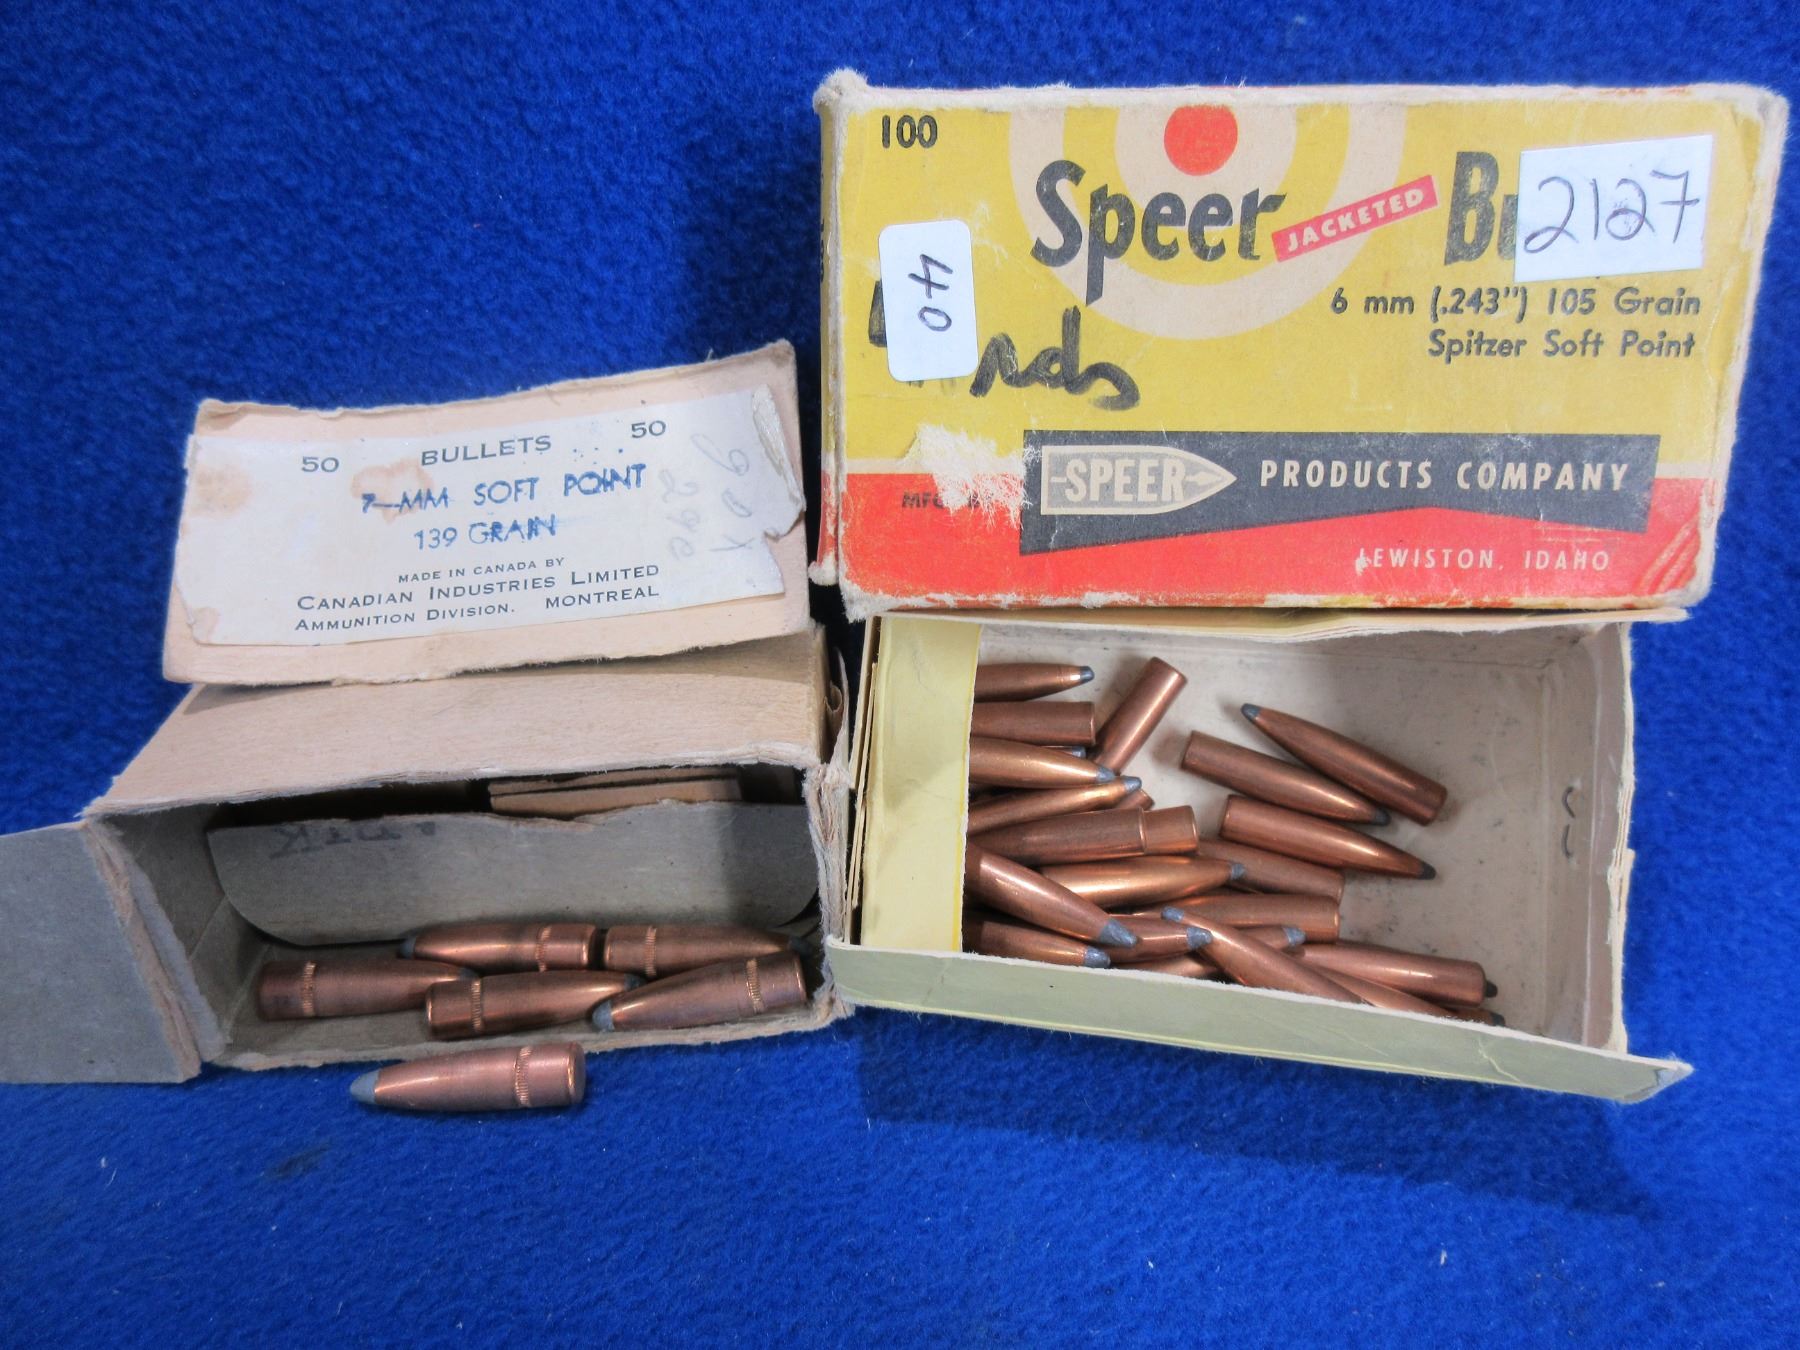 50 BULLETS 50
7-MM SOFT POINT
139 GRAIN
MADE IN CANADA BY
CANADIAN INDUSTRIES LIMITED
AMMUNITION DIVISION. MONTREAL
100
Speer JACKETED
2127
6 mm (.243") 105 Grain
Spitzer Soft Point
40
rds
SPEER PRODUCTS COMPANY
LEWISTON, IDAHO